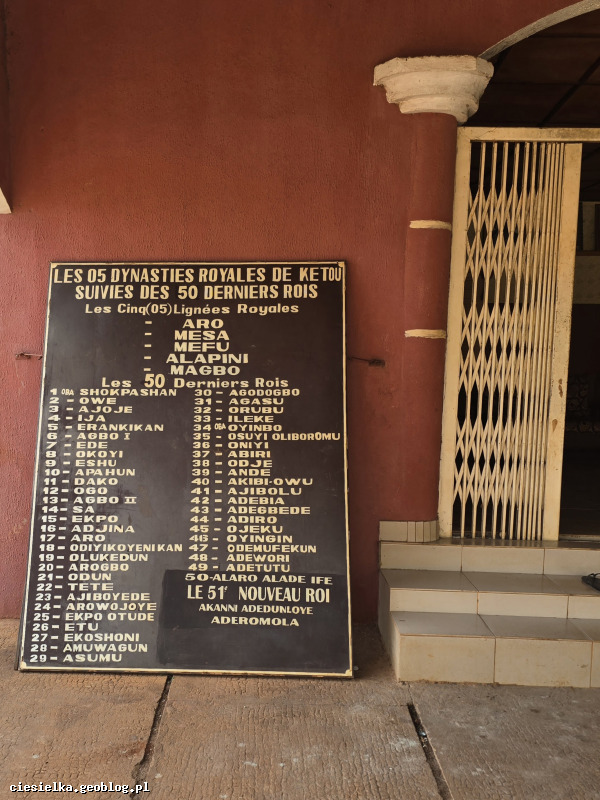 LES 05 DYNASTIES ROYALES DE KETOU
SUIVIES DES 50 DERNIERS ROIS
Les Cinq(05)Lignées Royales
- ARO
- MESA
- MEFU
- ALAPINI
- MAGBO
Les 50 Derniers Rois
1 OBA SHOKPASHAN
2 - OWE
3 - AJOJE
4 - IJA
5 - ERANKIKAN
6 - AGBO I
7 - EDE
8 - OKOYI
9 - ESHU
10 - APAHUN
11 - DAKO
12 - OGO
13 - AGBO II
14 - SA
15 - EKPO
16 - ADJINA
17 - ARO
18 - ODIYIKOYENIKAN
19 - OLUKEDUN
20 - AROGBO
21 - ODUN
22 - TETE
23 - AJIBOYEDE
24 - AROWOJOYE
25 - EKPO OTUDE
26 - ETU
27 - EKOSHONI
28 - AMUWAGUN
29 - ASUMU
30 - AGODOGBO
31 - AGASU
32 - ORUBU
33 - ILEKE
34 OBA OYINBO
35 - OSUYI OLIBOROMU
36 - ONIYI
37 - ABIRI
38 - ODJE
39 - ANDE
40 - AKIBI-OWU
41 - AJIBOLU
42 - ADEBIA
43 - ADEGBEDE
44 - ADIRO
45 - OJEKU
46 - OYINGIN
47 - ODEMUFEKUN
48 - ADEWORI
49 - ADETUTU
50-ALARO ALADE IFE
LE 51e NOUVEAU ROI
AKANNI ADEDUNLOYE
ADEROMOLA
ciesielka.geoblog.pl